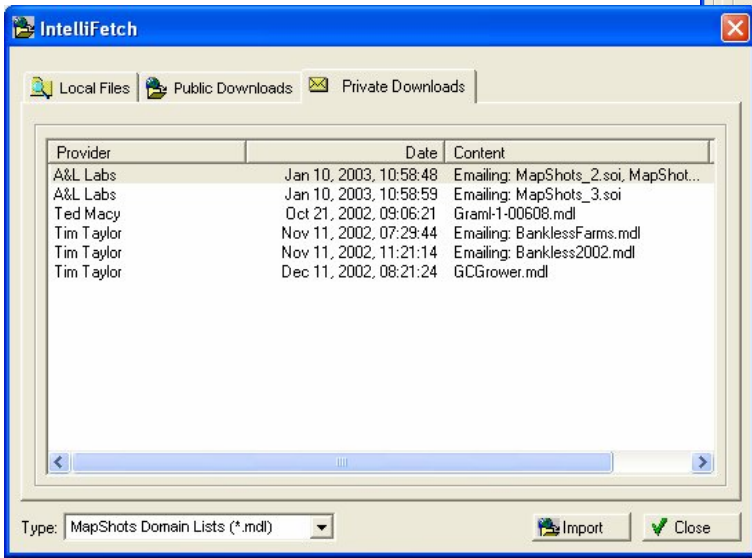 IntelliFetch
Local Files Public Downloads Private Downloads
Provider Date Content
A&L Labs Jan 10, 2003, 10:58:48 Emailing: MapShots_2.soi, MapShot...
A&L Labs Jan 10, 2003, 10:58:59 Emailing: MapShots_3.soi
Ted Macy Oct 21, 2002, 09:06:21 Graml-1-00608.mdl
Tim Taylor Nov 11, 2002, 07:29:44 Emailing: BanklessFarms.mdl
Tim Taylor Nov 11, 2002, 11:21:14 Emailing: Bankless2002.mdl
Tim Taylor Dec 11, 2002, 08:21:24 GCGrower.mdl
Type: MapShots Domain Lists (*.mdl) Import Close